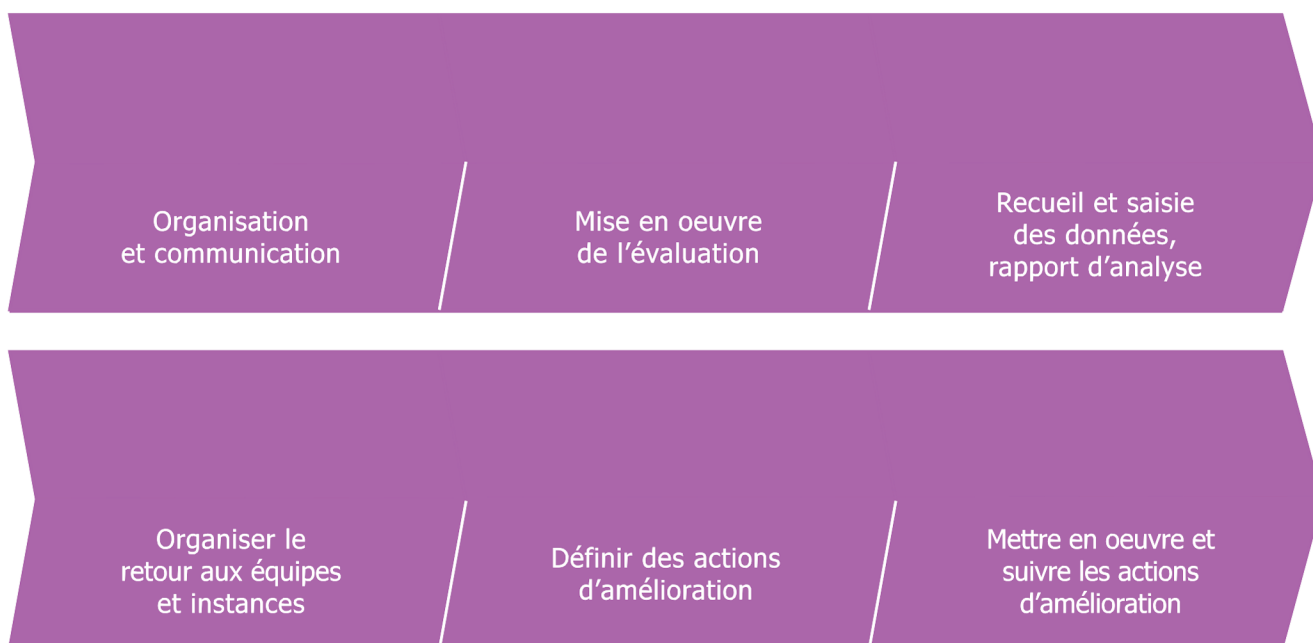 Organisation
et communication
Mise en oeuvre
de l’évaluation
Recueil et saisie
des données,
rapport d’analyse
Organiser le
retour aux équipes
et instances
Définir des actions
d’amélioration
Mettre en oeuvre et
suivre les actions
d’amélioration